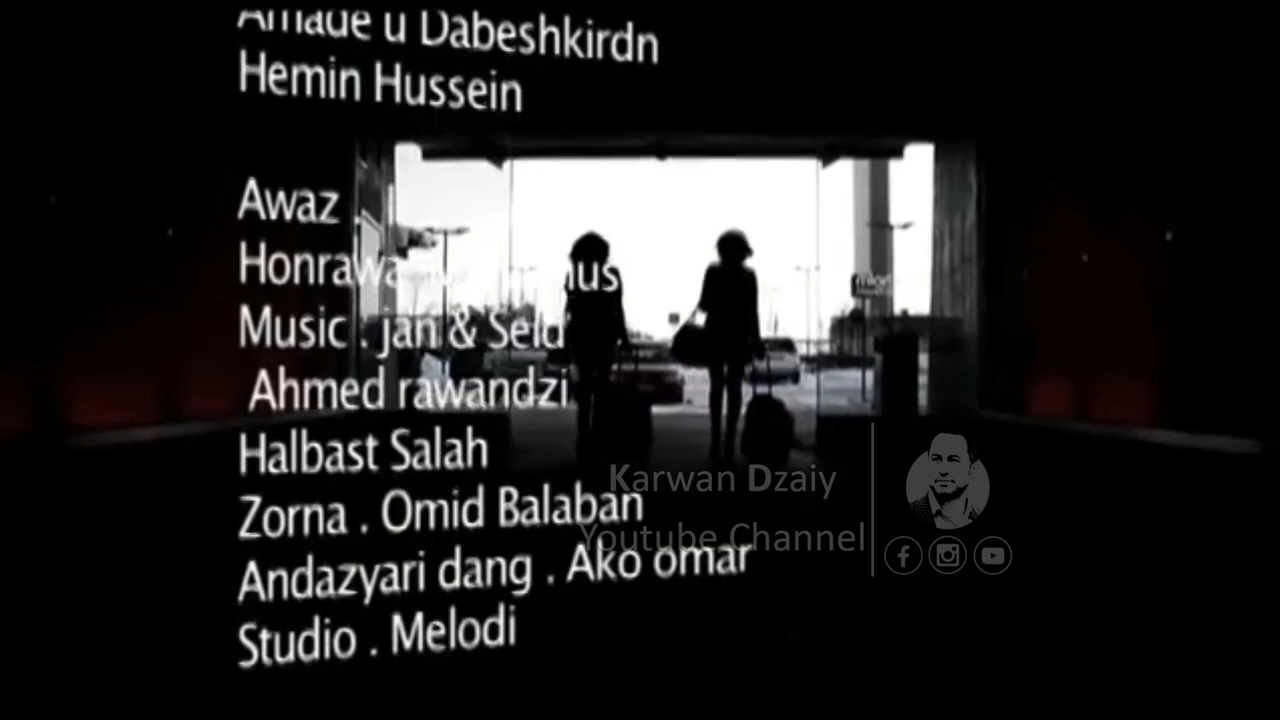 Amade u Dabeshkirdn
Hemin Hussein
Awaz .
Music . jan & Seld
Ahmed rawandzi
Halbast Salah
Zorna . Omid Balaban
Andazyari dang . Ako omar
Studio . Melodi
Karwan Dzaiy
Youtube Channel